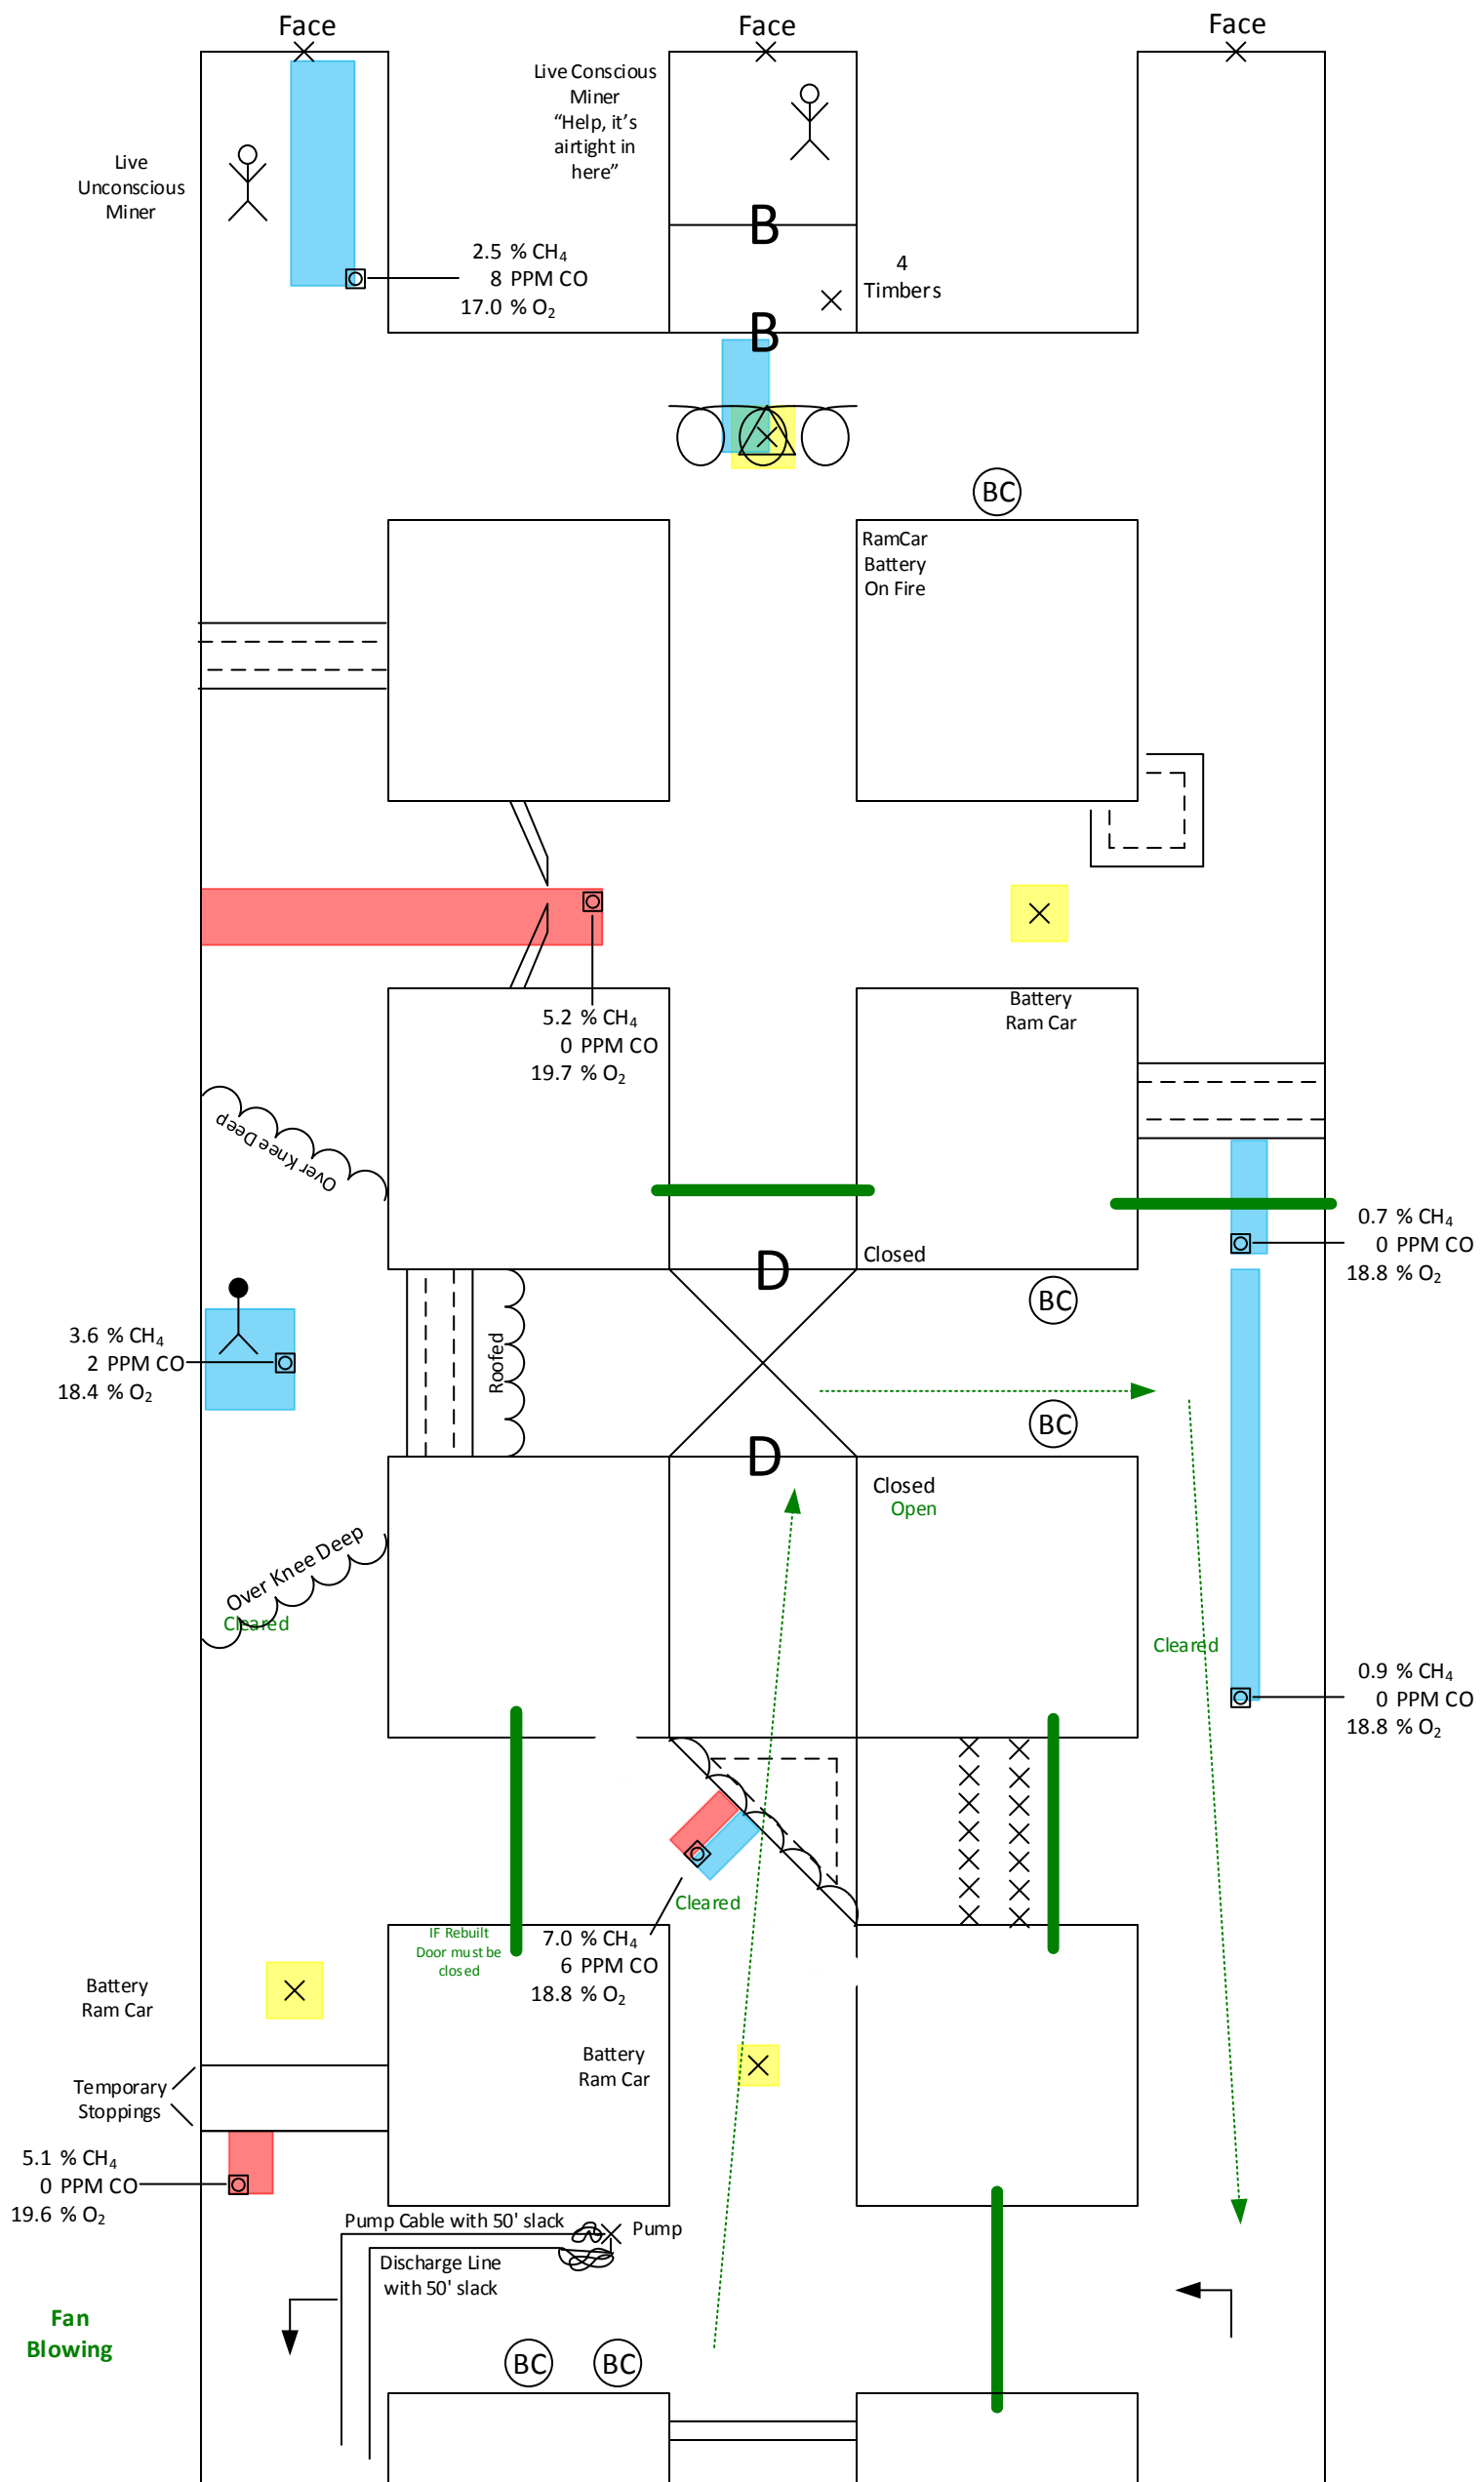 Face
Face
Face
Live Conscious
Miner
“Help, it’s
airtight in
here”
Live
Unconscious
Miner
B
2.5 % CH₄
8 PPM CO
17.0 % O₂
4
Timbers
B
BC
RamCar
Battery
On Fire
5.2 % CH₄
0 PPM CO
19.7 % O₂
Battery
Ram Car
Over Knee Deep
0.7 % CH₄
0 PPM CO
18.8 % O₂
D
Closed
BC
3.6 % CH₄
2 PPM CO
18.4 % O₂
Roofed
BC
D
Closed
Open
Over Knee Deep
Cleared
Cleared
0.9 % CH₄
0 PPM CO
18.8 % O₂
Cleared
IF Rebuilt
Door must be
closed
7.0 % CH₄
6 PPM CO
18.8 % O₂
Battery
Ram Car
Battery
Ram Car
Temporary
Stoppings
5.1 % CH₄
0 PPM CO
19.6 % O₂
Pump Cable with 50' slack
Pump
Discharge Line
with 50' slack
Fan
Blowing
BC
BC